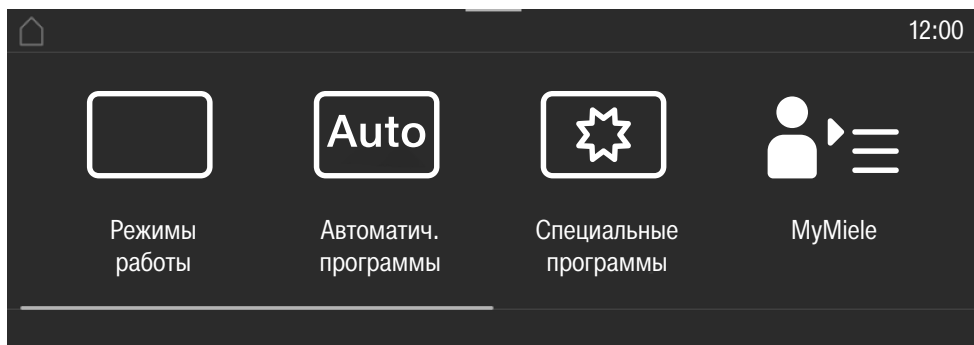 12:00
Auto
Режимы
работы
Автоматич.
программы
Специальные
программы
MyMiele